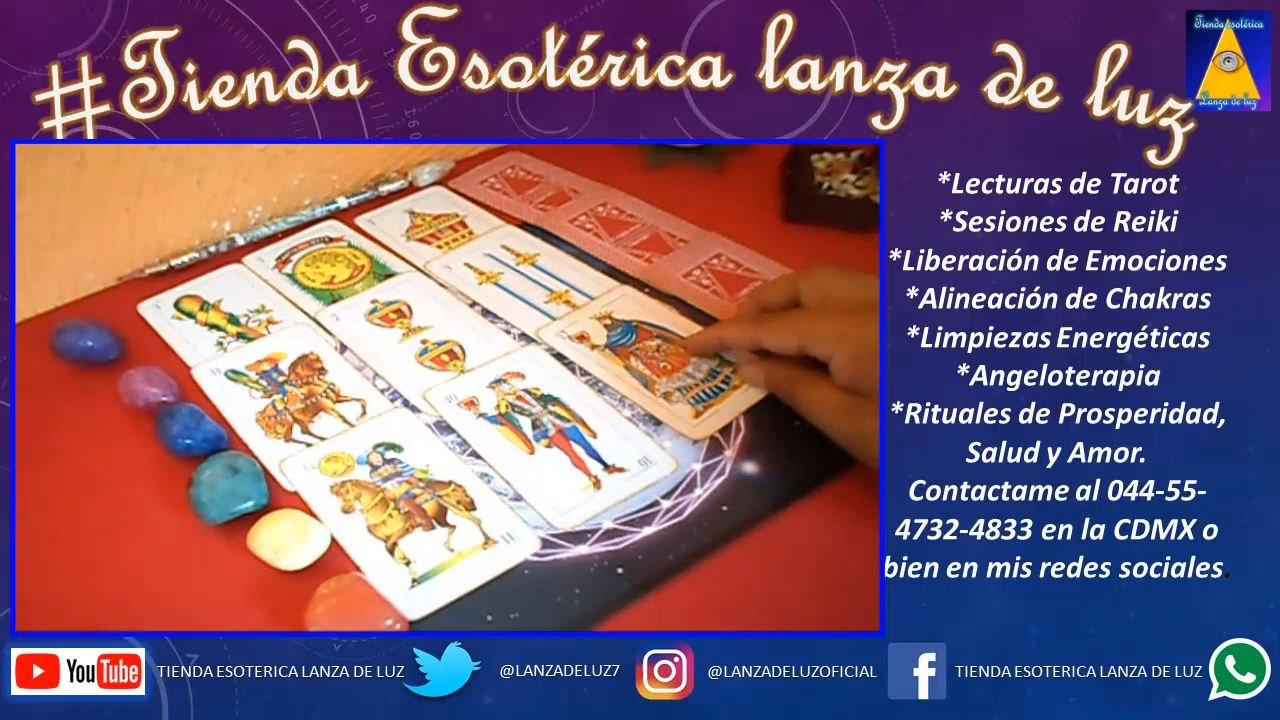 #Tienda Esotérica lanza de luz
Tienda esotérica
Lanza de luz
*Lecturas de Tarot
*Sesiones de Reiki
*Liberación de Emociones
*Alineación de Chakras
*Limpiezas Energéticas
*Angeloterapia
*Rituales de Prosperidad,
Salud y Amor.
Contactame al 044-55-
4732-4833 en la CDMX o
bien en mis redes sociales.
10
10
11
YouTube
TIENDA ESOTERICA LANZA DE LUZ
@LANZADELUZ7
@LANZADELUZOFICIAL
f
TIENDA ESOTERICA LANZA DE LUZ